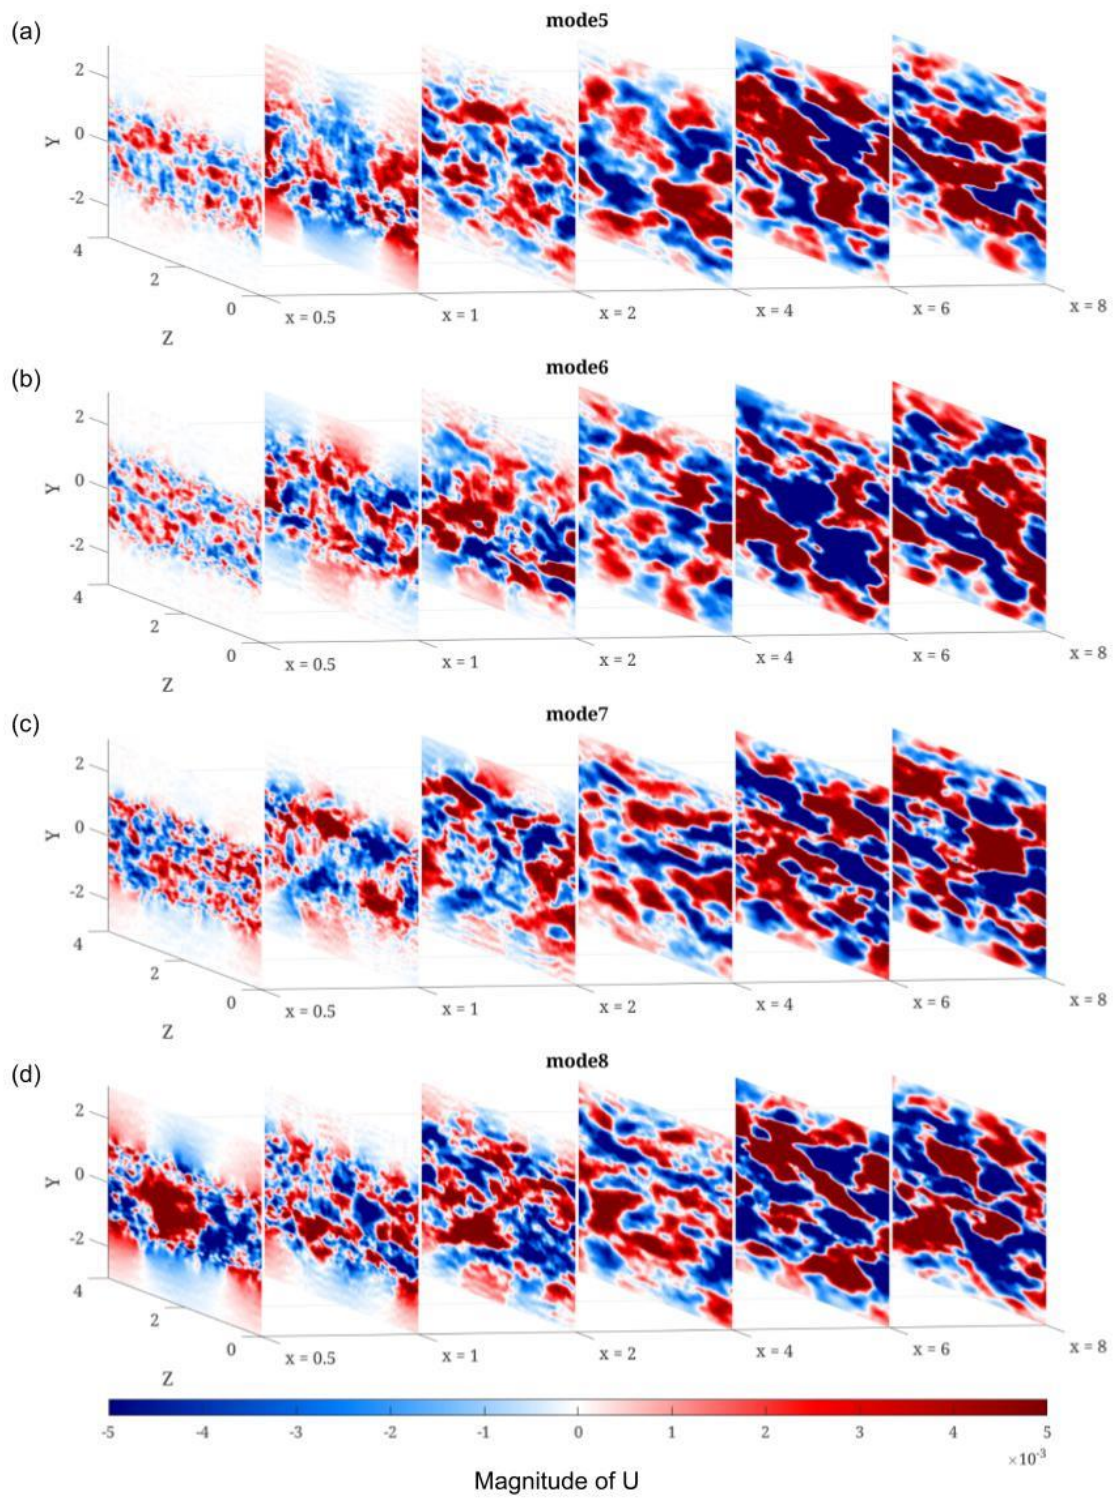 (a)
mode5
2
0
-2
4
2
0
Y
Z
x = 0.5
x = 1
x = 2
x = 4
x = 6
x = 8
(b)
mode6
2
0
-2
4
2
0
Y
Z
x = 0.5
x = 1
x = 2
x = 4
x = 6
x = 8
(c)
mode7
2
0
-2
4
2
0
Y
Z
x = 0.5
x = 1
x = 2
x = 4
x = 6
x = 8
(d)
mode8
2
0
-2
4
2
0
Y
Z
x = 0.5
x = 1
x = 2
x = 4
x = 6
x = 8
-5 -4 -3 -2 -1 0 1 2 3 4 5
×10⁻³
Magnitude of U